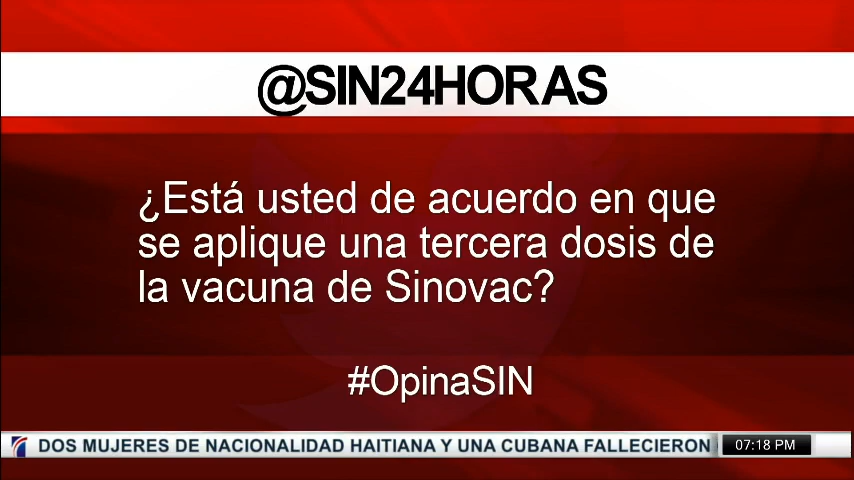 @SIN24HORAS
¿Está usted de acuerdo en que
se aplique una tercera dosis de
la vacuna de Sinovac?
#OpinaSIN
DOS MUJERES DE NACIONALIDAD HAITIANA Y UNA CUBANA FALLECIERON
07:18 PM